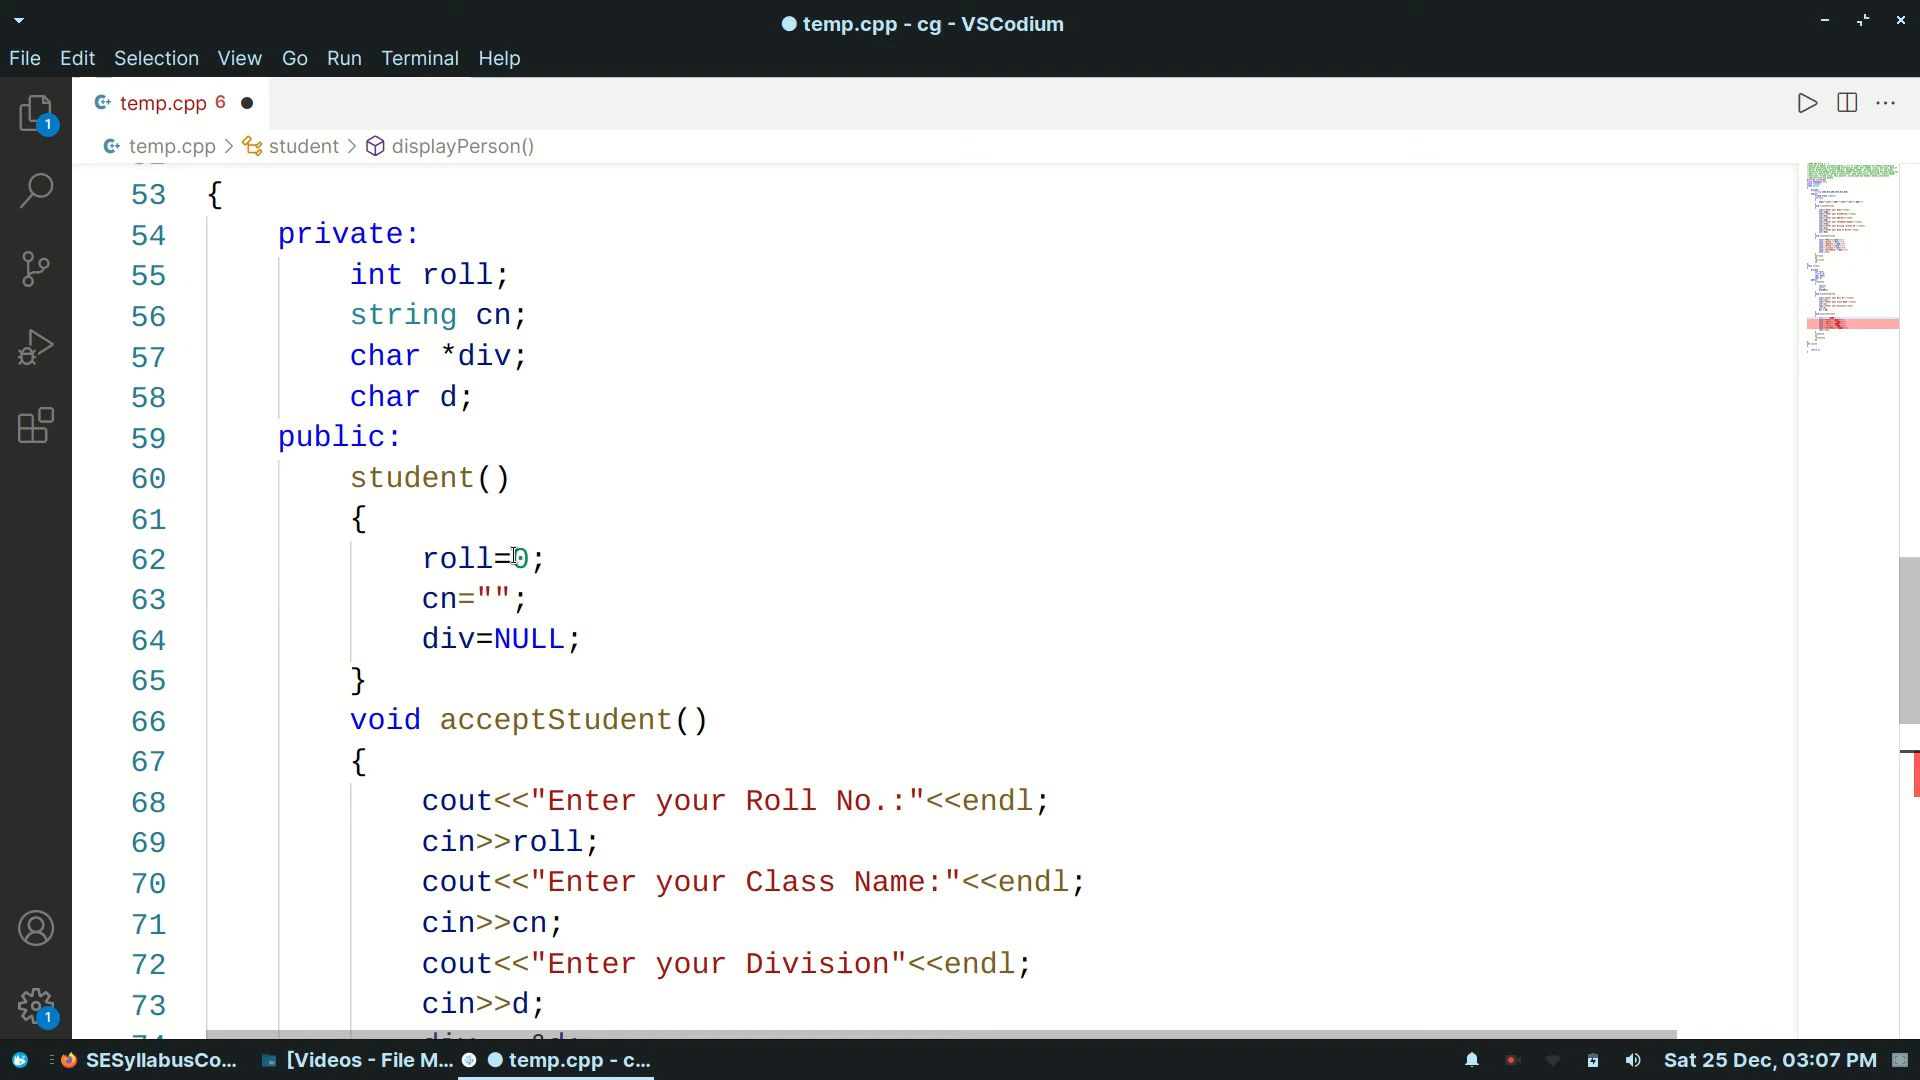 temp.cpp - cg - VSCodium
File Edit Selection View Go Run Terminal Help
temp.cpp 6
temp.cpp > student > displayPerson()
53 {
54 private:
55 int roll;
56 string cn;
57 char *div;
58 char d;
59 public:
60 student()
61 {
62 roll=0;
63 cn="";
64 div=NULL;
65 }
66 void acceptStudent()
67 {
68 cout<<"Enter your Roll No.:"<<endl;
69 cin>>roll;
70 cout<<"Enter your Class Name:"<<endl;
71 cin>>cn;
72 cout<<"Enter your Division"<<endl;
73 cin>>d;
1
1
SESyllabusCo... [Videos - File M... temp.cpp - c... Sat 25 Dec, 03:07 PM